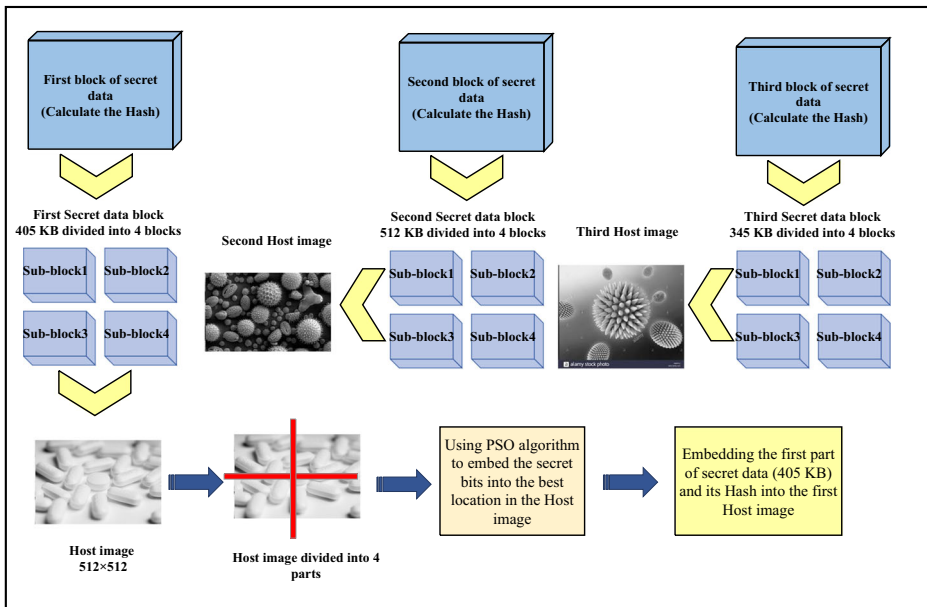 First block of secret
data
(Calculate the Hash)
Second block of secret
data
(Calculate the Hash)
Third block of secret
data
(Calculate the Hash)
First Secret data block
405 KB divided into 4 blocks
Second Secret data block
512 KB divided into 4 blocks
Third Secret data block
345 KB divided into 4 blocks
Second Host image
Third Host image
Sub-block1
Sub-block2
Sub-block3
Sub-block4
Sub-block1
Sub-block2
Sub-block3
Sub-block4
Sub-block1
Sub-block2
Sub-block3
Sub-block4
a alamy stock photo
Host image
512×512
Host image divided into 4
parts
Using PSO algorithm
to embed the secret
bits into the best
location in the Host
image
Embedding the first part
of secret data (405 KB)
and its Hash into the first
Host image